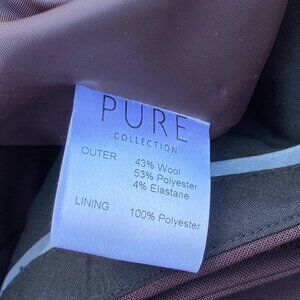 PURE
COLLECTION
OUTER 43% Wool
53% Polyester
4% Elastane
LINING 100% Polyester